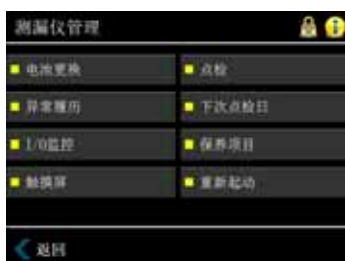 测漏仪管理
电池更换
点检
异常履历
下次点检日
I/O监控
保养项目
触摸屏
重新起动
返回